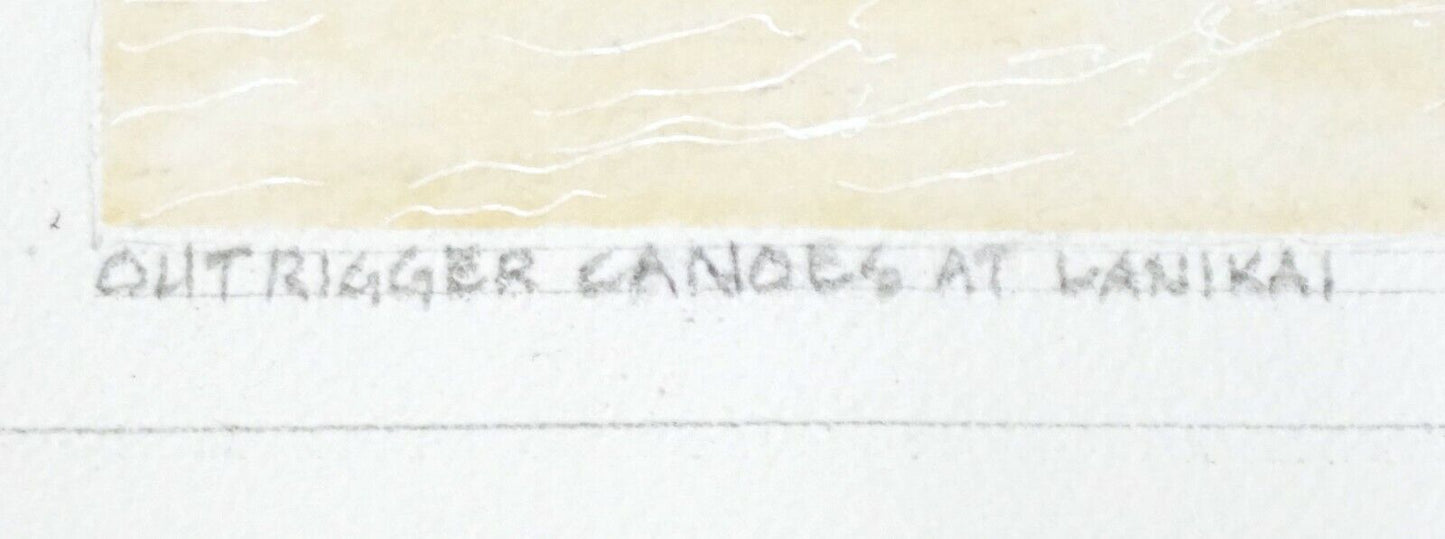 OUTRIGGER CANOES AT LANIKAI